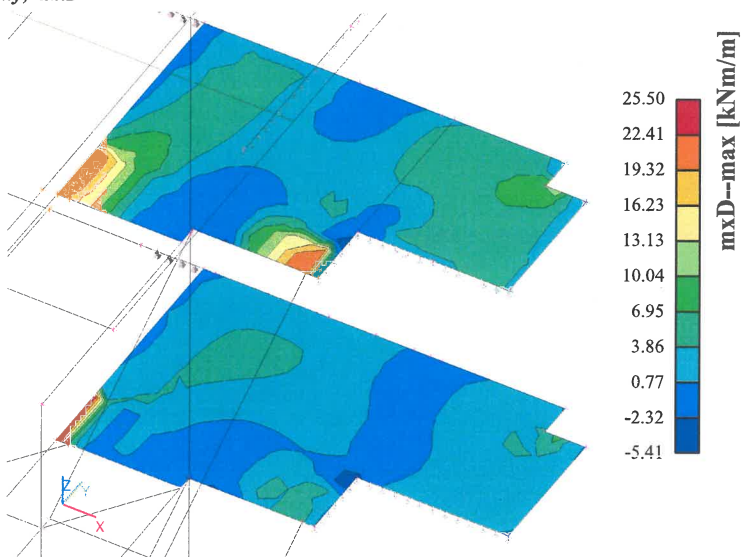 25.50
22.41
19.32
16.23
13.13
10.04
6.95
3.86
0.77
-2.32
-5.41
mxD--max [kNm/m]
Z
Y
X